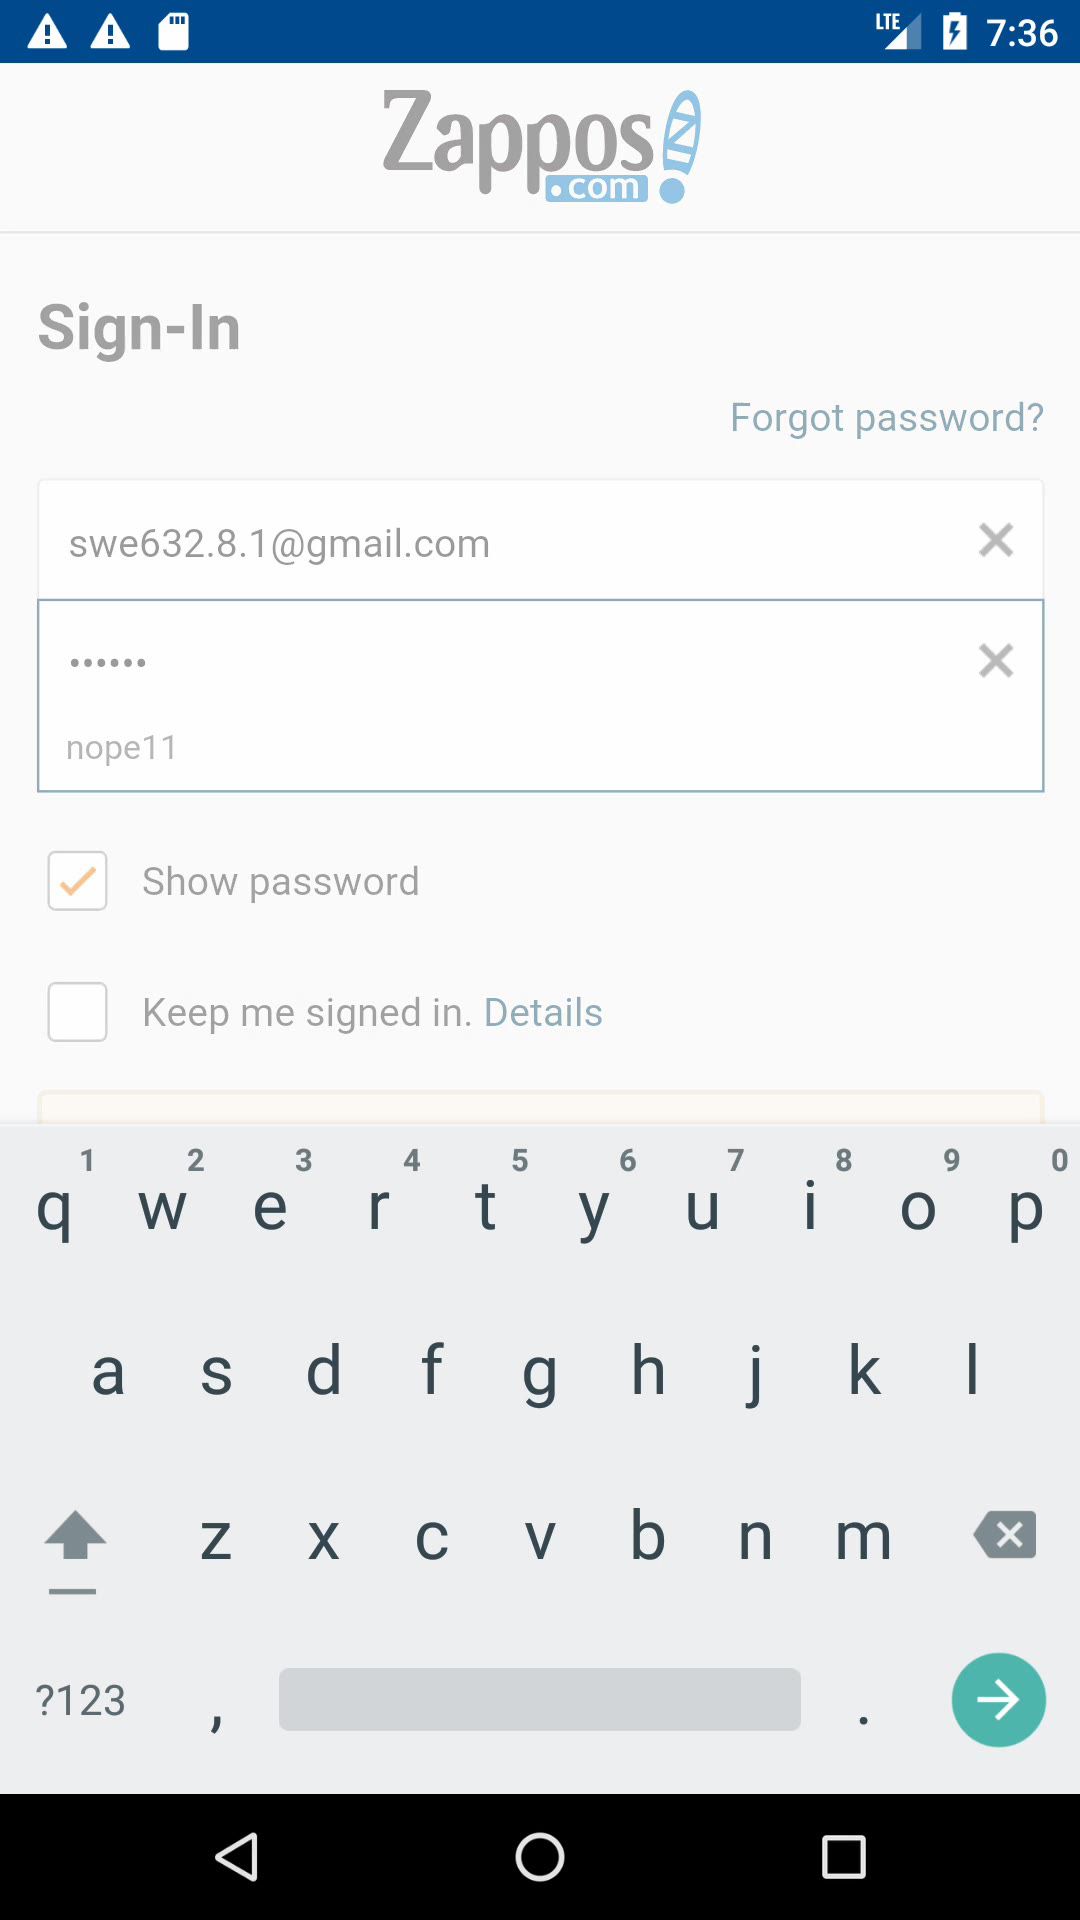 LTE 7:36
Zappos
.com
Sign-In
Forgot password?
swe632.8.1@gmail.com
••••••
nope11
Show password
Keep me signed in. Details
1 2 3 4 5 6 7 8 9 0
q w e r t y u i o p
a s d f g h j k l
z x c v b n m
?123 , .